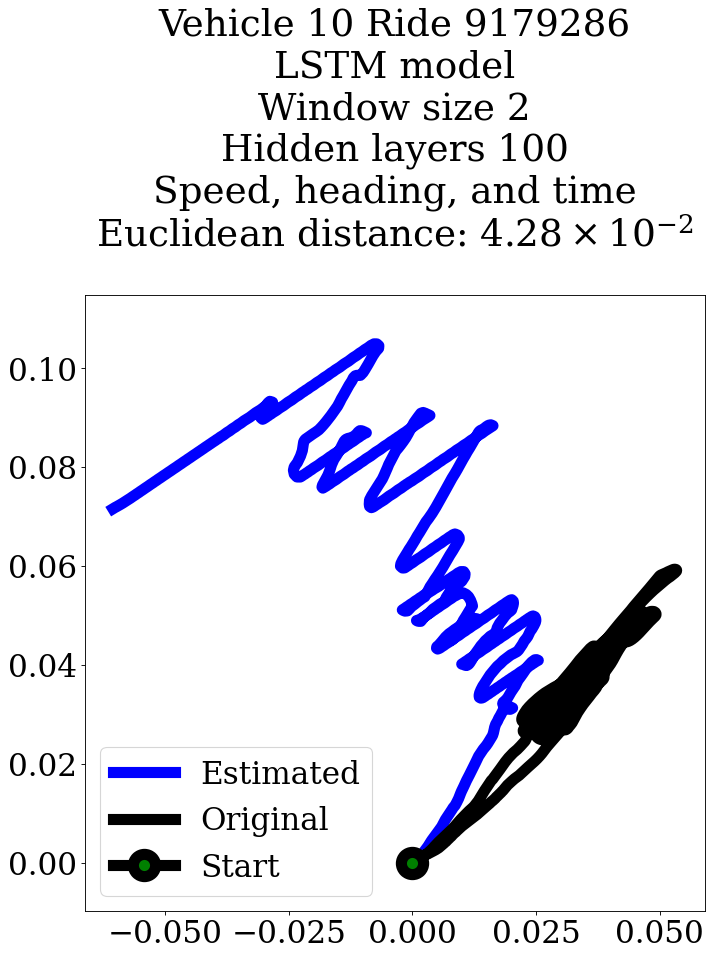 Vehicle 10 Ride 9179286
LSTM model
Window size 2
Hidden layers 100
Speed, heading, and time
Euclidean distance: 4.28 × 10⁻²
0.10
0.08
0.06
0.04
0.02
0.00
Estimated
Original
Start
−0.050 −0.025 0.000 0.025 0.050